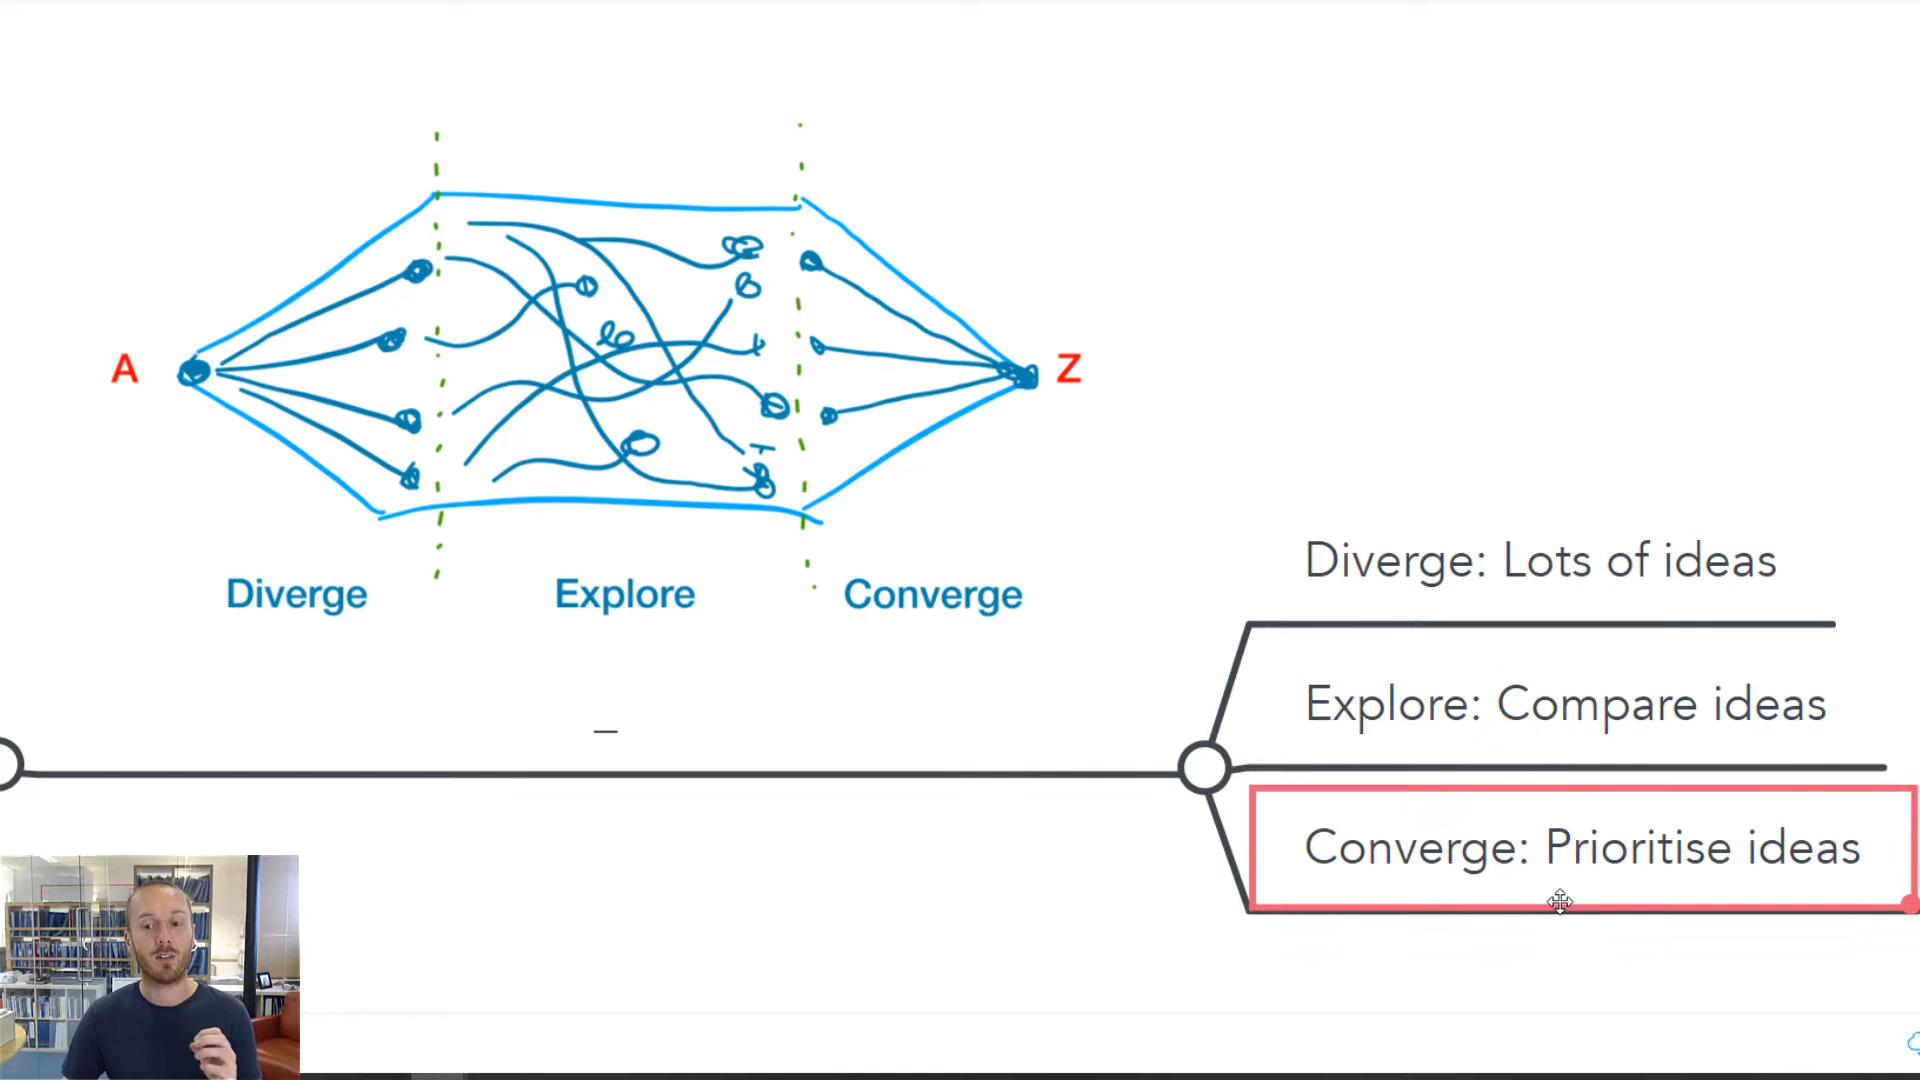 A
Z
Diverge
Explore
Converge
Diverge: Lots of ideas
Explore: Compare ideas
Converge: Prioritise ideas